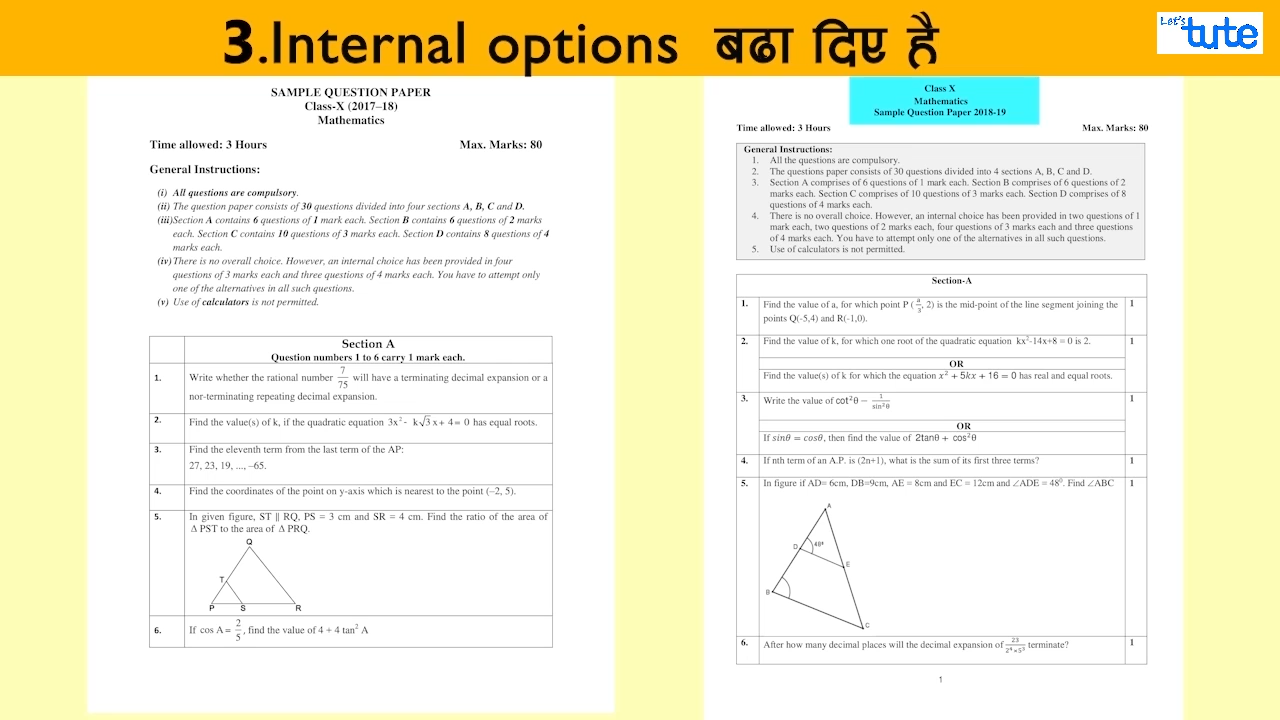 3.Internal options बढा दिए है
Let's
tute
SAMPLE QUESTION PAPER
Class-X (2017–18)
Mathematics
Time allowed: 3 Hours Max. Marks: 80
General Instructions:
(i) All questions are compulsory.
(ii) The question paper consists of 30 questions divided into four sections A, B, C and D.
(iii)Section A contains 6 questions of 1 mark each. Section B contains 6 questions of 2 marks
each. Section C contains 10 questions of 3 marks each. Section D contains 8 questions of 4
marks each.
(iv) There is no overall choice. However, an internal choice has been provided in four
questions of 3 marks each and three questions of 4 marks each. You have to attempt only
one of the alternatives in all such questions.
(v) Use of calculators is not permitted.
Section A
Question numbers 1 to 6 carry 1 mark each.
1. Write whether the rational number 7/75 will have a terminating decimal expansion or a
nor-terminating repeating decimal expansion.
2. Find the value(s) of k, if the quadratic equation 3x² - k√3 x + 4 = 0 has equal roots.
3. Find the eleventh term from the last term of the AP:
27, 23, 19, ..., –65.
4. Find the coordinates of the point on y-axis which is nearest to the point (–2, 5).
5. In given figure, ST || RQ, PS = 3 cm and SR = 4 cm. Find the ratio of the area of
Δ PST to the area of Δ PRQ.
Q
T
P S R
6. If cos A = 2/5, find the value of 4 + 4 tan² A
Class X
Mathematics
Sample Question Paper 2018-19
Time allowed: 3 Hours Max. Marks: 80
General Instructions:
1. All the questions are compulsory.
2. The questions paper consists of 30 questions divided into 4 sections A, B, C and D.
3. Section A comprises of 6 questions of 1 mark each. Section B comprises of 6 questions of 2
marks each. Section C comprises of 10 questions of 3 marks each. Section D comprises of 8
questions of 4 marks each.
4. There is no overall choice. However, an internal choice has been provided in two questions of 1
mark each, two questions of 2 marks each, four questions of 3 marks each and three questions
of 4 marks each. You have to attempt only one of the alternatives in all such questions.
5. Use of calculators is not permitted.
Section-A
1. Find the value of a, for which point P (a/3, 2) is the mid-point of the line segment joining the 1
points Q(-5,4) and R(-1,0).
2. Find the value of k, for which one root of the quadratic equation kx²-14x+8 = 0 is 2. 1
OR
Find the value(s) of k for which the equation x² + 5kx + 16 = 0 has real and equal roots.
3. Write the value of cot²θ − 1/sin²θ 1
OR
If sinθ = cosθ, then find the value of 2tanθ + cos²θ
4. If nth term of an A.P. is (2n+1), what is the sum of its first three terms? 1
5. In figure if AD= 6cm, DB=9cm, AE = 8cm and EC = 12cm and ∠ADE = 48⁰. Find ∠ABC 1
A
D 48⁰
E
B
C
6. After how many decimal places will the decimal expansion of 23/2⁴×5³ terminate? 1
1